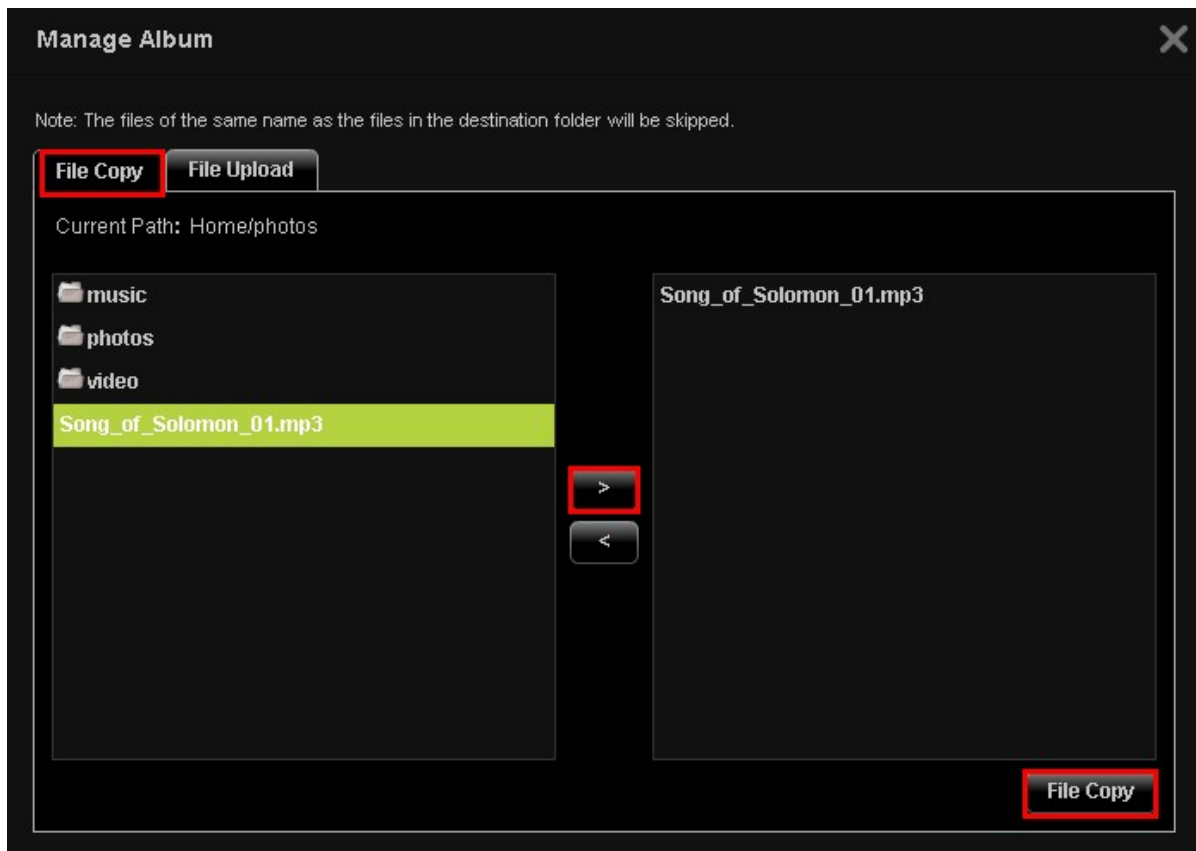 Manage Album
Note: The files of the same name as the files in the destination folder will be skipped.
File Copy
File Upload
Current Path: Home/photos
music
photos
video
Song_of_Solomon_01.mp3
Song_of_Solomon_01.mp3
>
<
File Copy